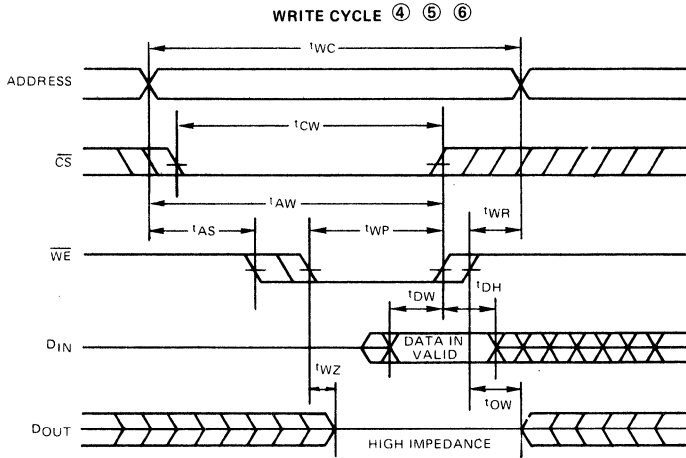 WRITE CYCLE ④ ⑤ ⑥
tWC
ADDRESS
tCW
CS
tAW
tWR
tAS
tWP
WE
tDW
tDH
DIN
DATA IN
VALID
tWZ
tOW
DOUT
HIGH IMPEDANCE